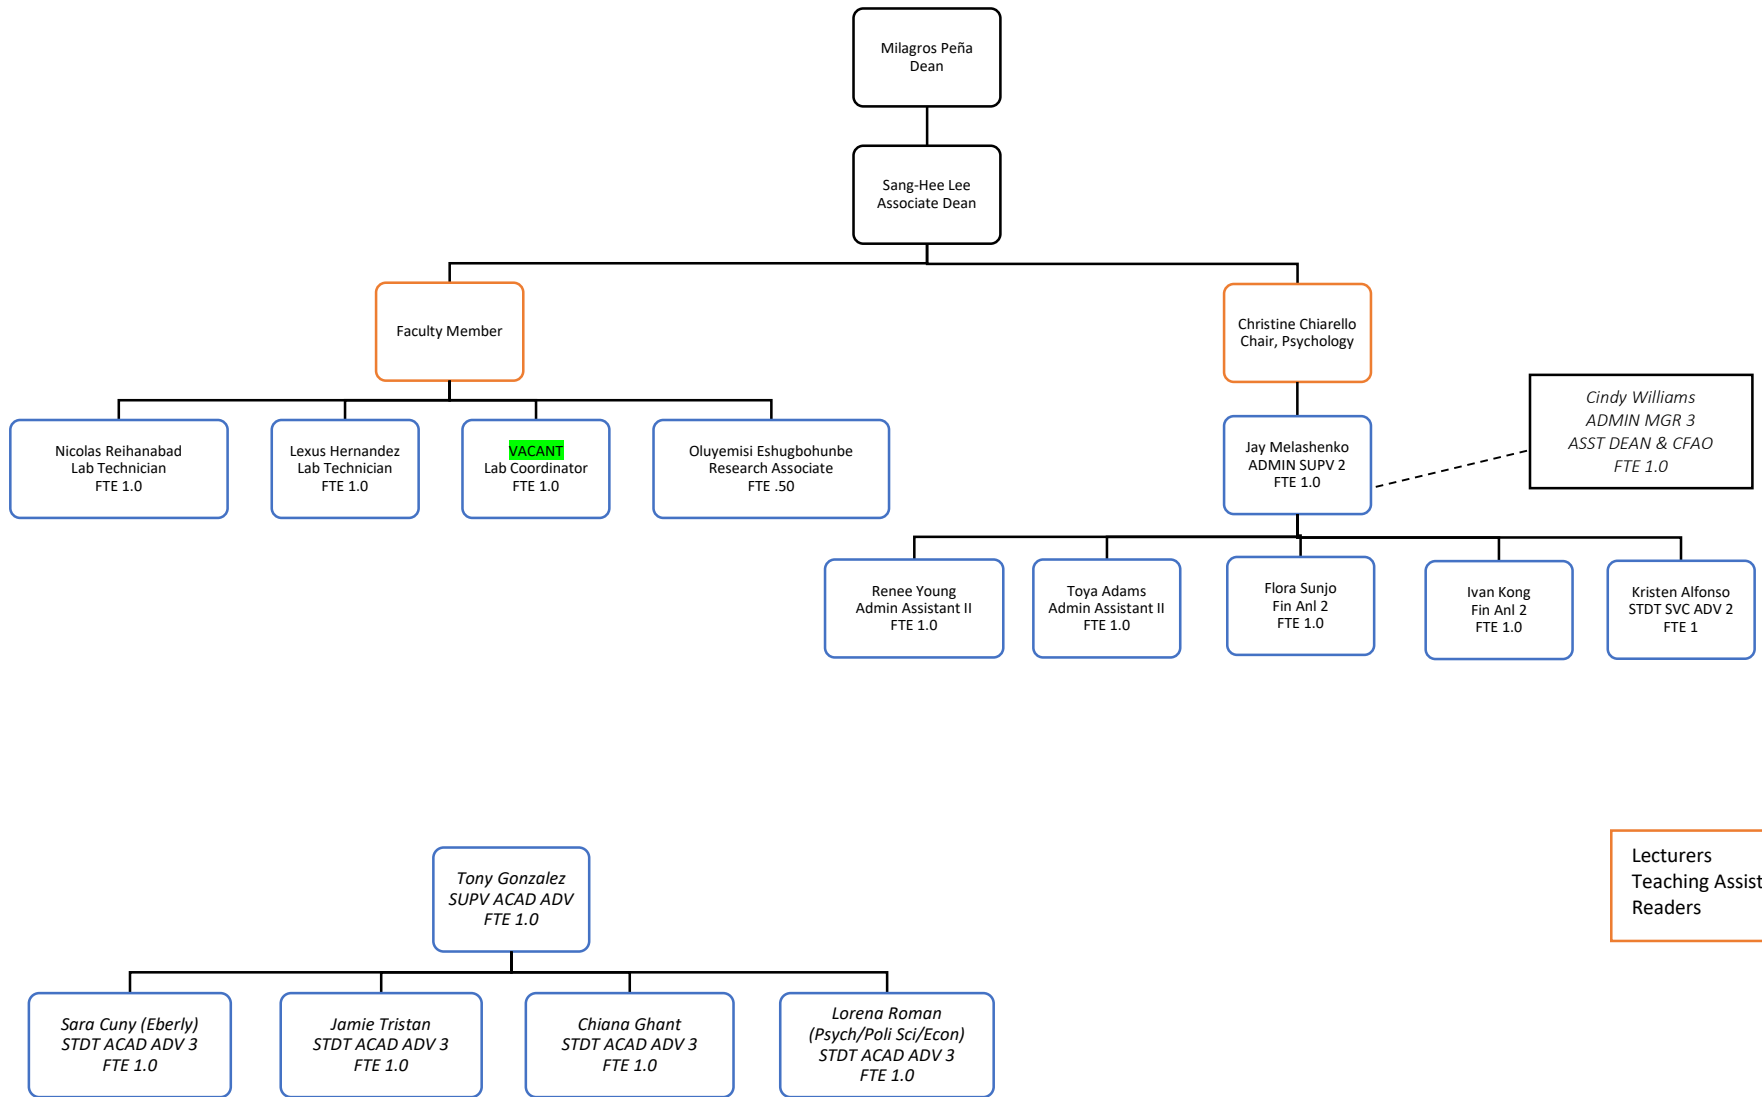 Milagros Peña
Dean
Sang-Hee Lee
Associate Dean
Faculty Member
Christine Chiarello
Chair, Psychology
Cindy Williams
ADMIN MGR 3
ASST DEAN & CFAO
FTE 1.0
Nicolas Reihanabad
Lab Technician
FTE 1.0
Lexus Hernandez
Lab Technician
FTE 1.0
VACANT
Lab Coordinator
FTE 1.0
Oluyemisi Eshugbohunbe
Research Associate
FTE .50
Jay Melashenko
ADMIN SUPV 2
FTE 1.0
Renee Young
Admin Assistant II
FTE 1.0
Toya Adams
Admin Assistant II
FTE 1.0
Flora Sunjo
Fin Anl 2
FTE 1.0
Ivan Kong
Fin Anl 2
FTE 1.0
Kristen Alfonso
STDT SVC ADV 2
FTE 1
Lecturers
Teaching Assist
Readers
Tony Gonzalez
SUPV ACAD ADV
FTE 1.0
Sara Cuny (Eberly)
STDT ACAD ADV 3
FTE 1.0
Jamie Tristan
STDT ACAD ADV 3
FTE 1.0
Chiana Ghant
STDT ACAD ADV 3
FTE 1.0
Lorena Roman
(Psych/Poli Sci/Econ)
STDT ACAD ADV 3
FTE 1.0